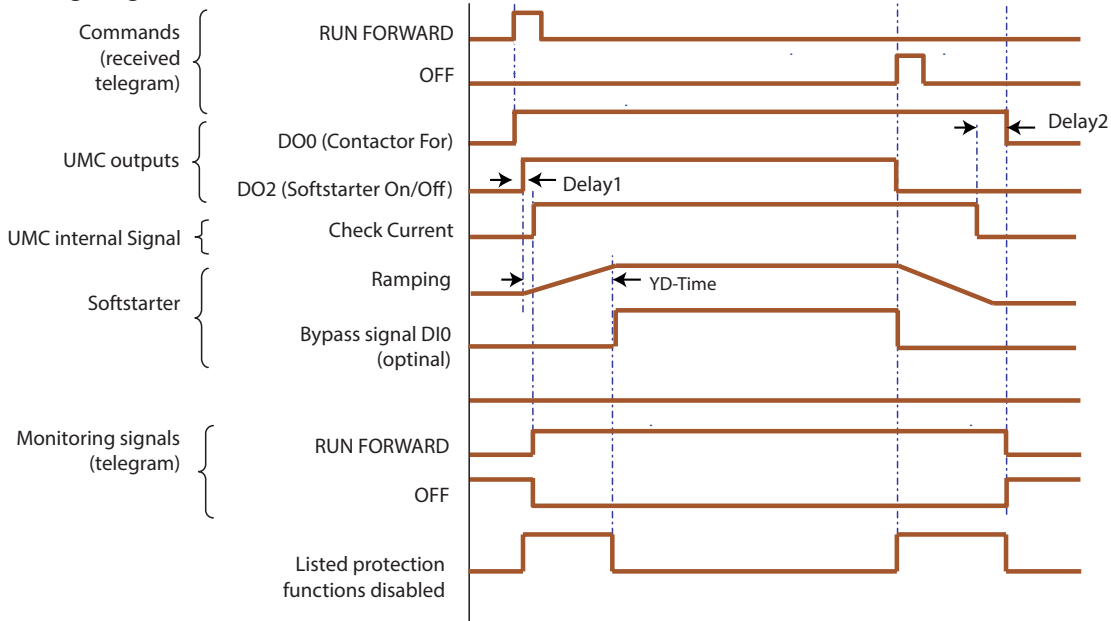 Commands
(received
telegram)
RUN FORWARD
OFF
UMC outputs
DO0 (Contactor For)
Delay2
DO2 (Softstarter On/Off)
Delay1
UMC internal Signal
Check Current
Softstarter
Ramping
YD-Time
Bypass signal DI0
(optinal)
Monitoring signals
(telegram)
RUN FORWARD
OFF
Listed protection
functions disabled